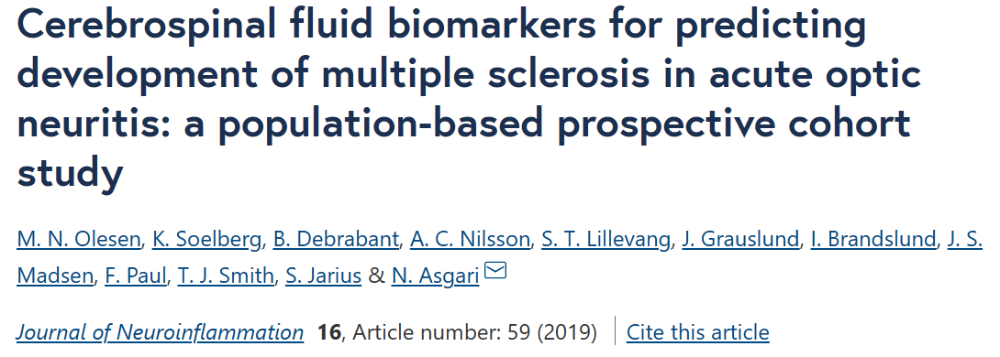 Cerebrospinal fluid biomarkers for predicting
development of multiple sclerosis in acute optic
neuritis: a population-based prospective cohort
study
M. N. Olesen, K. Soelberg, B. Debrabant, A. C. Nilsson, S. T. Lillevang, J. Grauslund, I. Brandslund, J. S.
Madsen, F. Paul, T. J. Smith, S. Jarius & N. Asgari
Journal of Neuroinflammation 16, Article number: 59 (2019) Cite this article